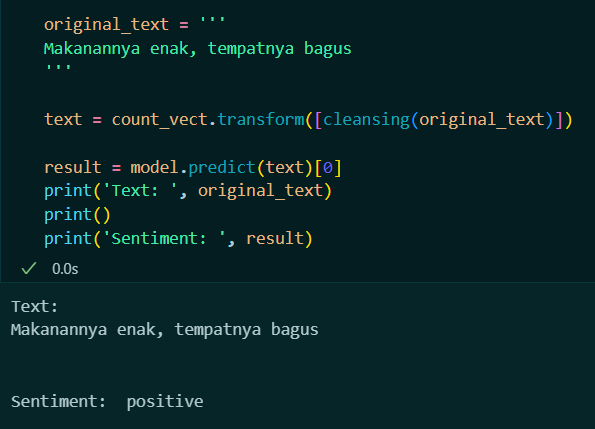 original_text = '''
Makanannya enak, tempatnya bagus
'''
text = count_vect.transform([cleansing(original_text)])
result = model.predict(text)[0]
print('Text: ', original_text)
print()
print('Sentiment: ', result)
✓ 0.0s
Text:
Makanannya enak, tempatnya bagus
Sentiment:  positive